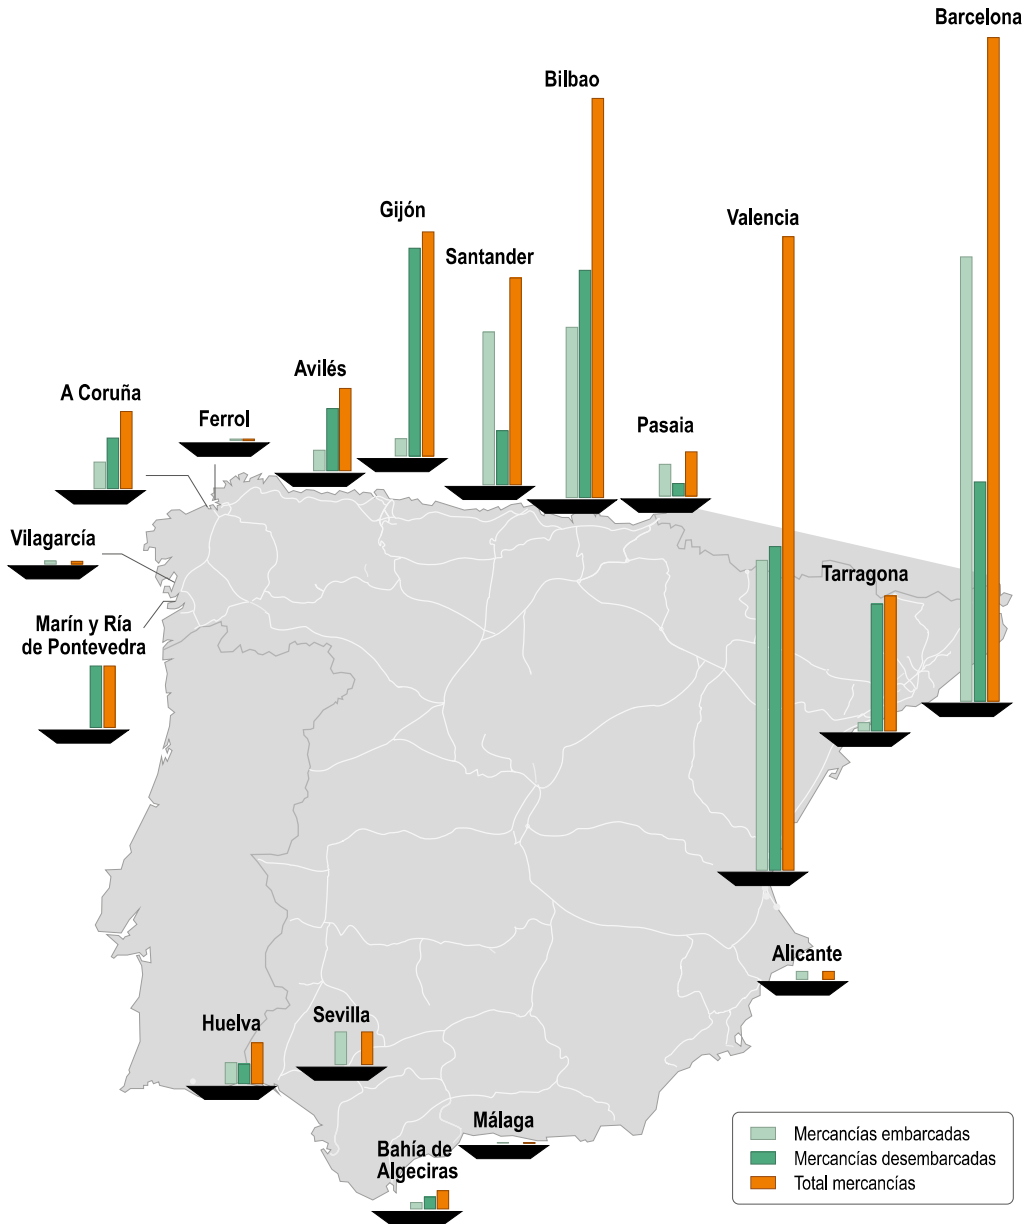 Barcelona
Bilbao
Gijón
Valencia
Santander
Avilés
A Coruña
Ferrol
Pasaia
Vilagarcía
Tarragona
Marín y Ría
de Pontevedra
Alicante
Huelva
Sevilla
Málaga
Bahía de
Algeciras
Mercancías embarcadas
Mercancías desembarcadas
Total mercancías